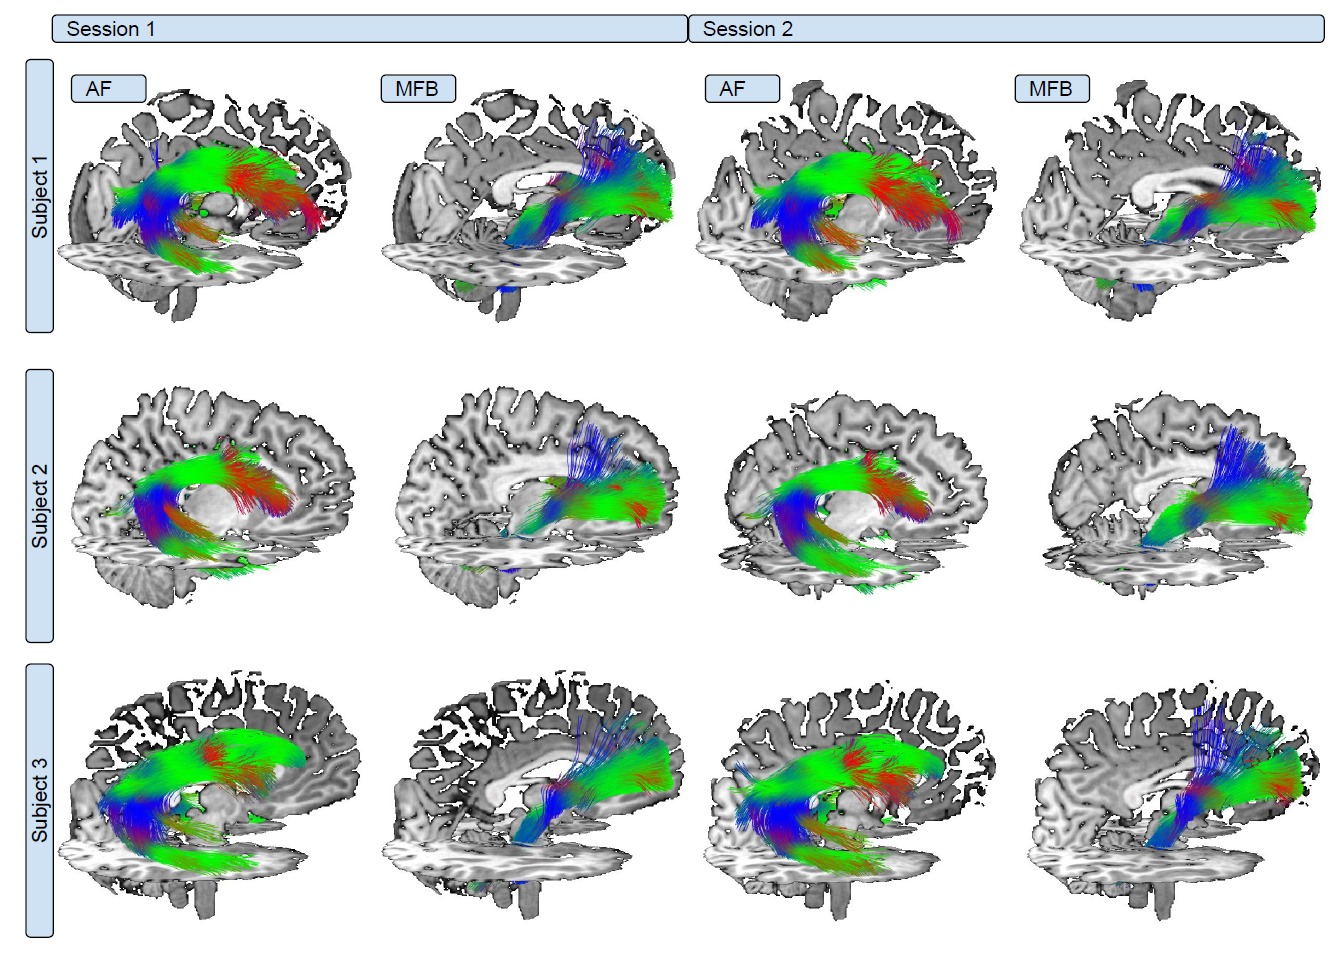 Session 1
Session 2
AF
MFB
AF
MFB
Subject 1
Subject 2
Subject 3